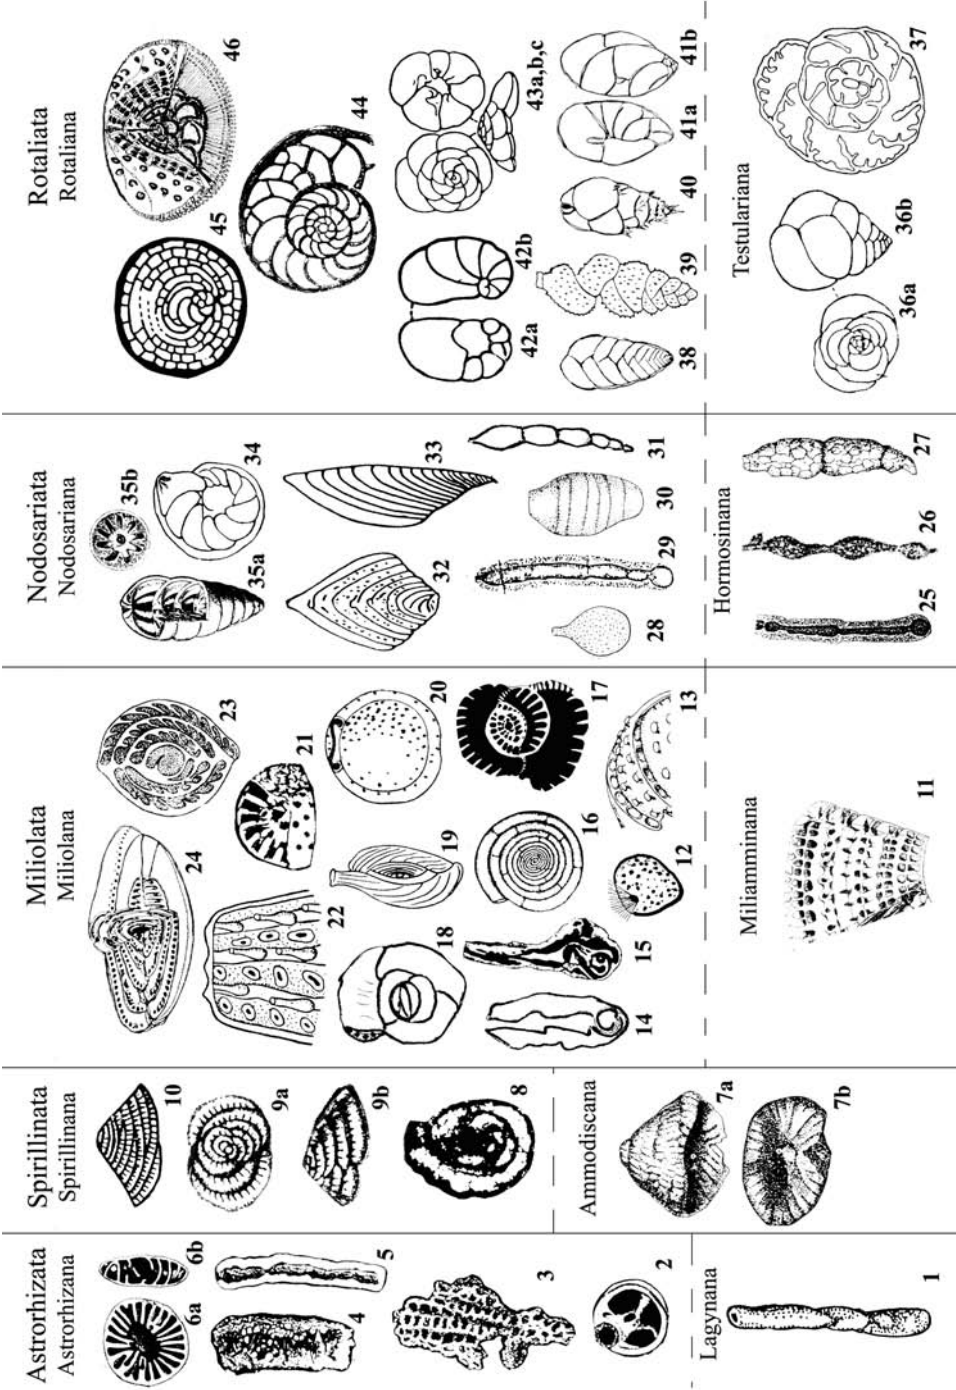 Astrorhizata
Astrorhizana
6a
6b
4
5
3
2
Lagynana
1
Spirillinata
Spirillinana
10
9a
9b
8
Ammodiscana
7a
7b
Miliolata
Miliolana
24
23
22
21
20
18
19
17
14
15
16
12
13
Miliaminana
11
Nodosariata
Nodosariana
35a
35b
34
32
33
28
29
30
31
Hormosinana
25
26
27
Rotaliata
Rotaliana
45
46
44
42a
42b
43a,b,c
38
39
40
41a
41b
Testulariana
36a
36b
37